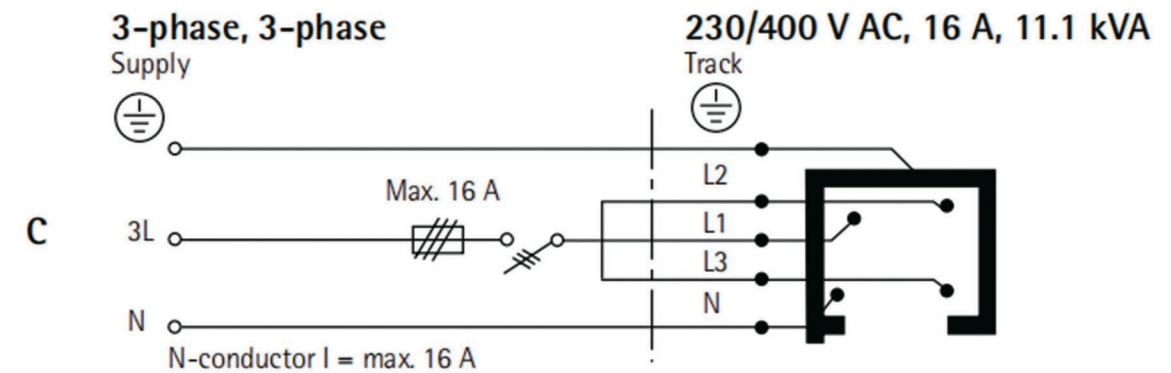 3-phase, 3-phase
230/400 V AC, 16 A, 11.1 kVA
Supply
Track
L2
Max. 16 A
C
3L
L1
L3
N
N
N-conductor I = max. 16 A